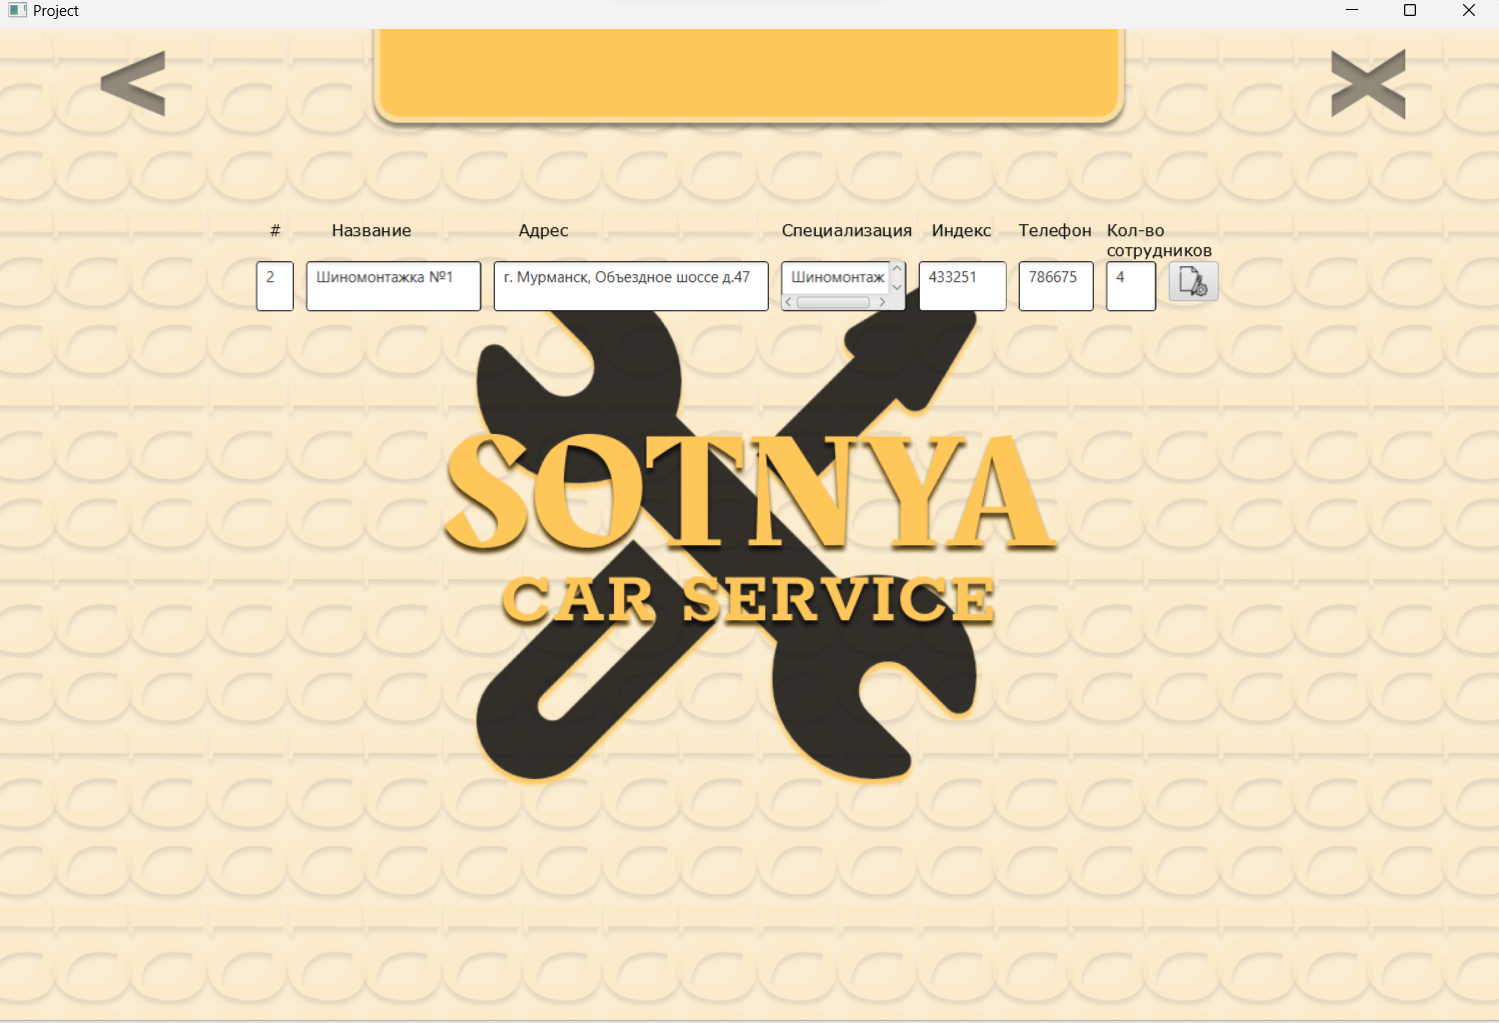 Project
# Название Адрес Специализация Индекс Телефон Кол-во
сотрудников
2 Шиномонтажка №1 г. Мурманск, Объездное шоссе д.47 Шиномонтаж 433251 786675 4
SOTNYA
CAR SERVICE